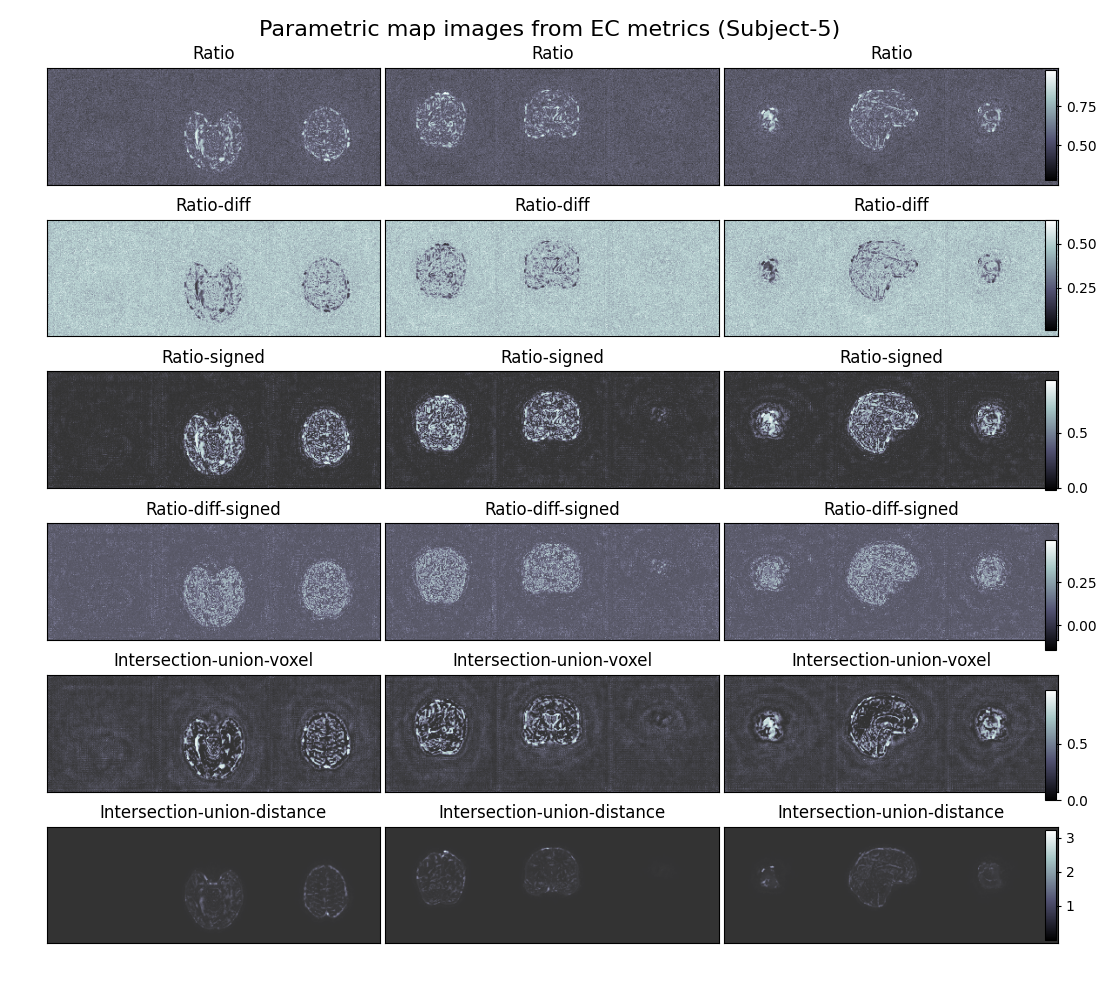 Parametric map images from EC metrics (Subject-5)
Ratio Ratio Ratio
0.75
0.50
Ratio-diff Ratio-diff Ratio-diff
0.50
0.25
Ratio-signed Ratio-signed Ratio-signed
0.5
0.0
Ratio-diff-signed Ratio-diff-signed Ratio-diff-signed
0.25
0.00
Intersection-union-voxel Intersection-union-voxel Intersection-union-voxel
0.5
0.0
Intersection-union-distance Intersection-union-distance Intersection-union-distance
3
2
1